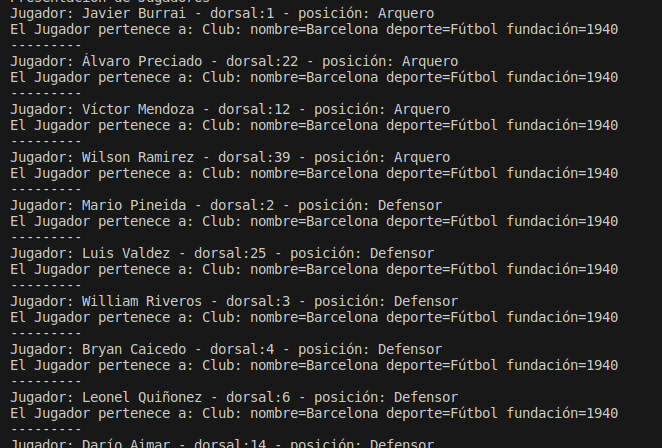 Presentación de Jugadores
Jugador: Javier Burrai - dorsal:1 - posición: Arquero
El Jugador pertenece a: Club: nombre=Barcelona deporte=Fútbol fundación=1940
---------
Jugador: Álvaro Preciado - dorsal:22 - posición: Arquero
El Jugador pertenece a: Club: nombre=Barcelona deporte=Fútbol fundación=1940
---------
Jugador: Víctor Mendoza - dorsal:12 - posición: Arquero
El Jugador pertenece a: Club: nombre=Barcelona deporte=Fútbol fundación=1940
---------
Jugador: Wilson Ramirez - dorsal:39 - posición: Arquero
El Jugador pertenece a: Club: nombre=Barcelona deporte=Fútbol fundación=1940
---------
Jugador: Mario Pineida - dorsal:2 - posición: Defensor
El Jugador pertenece a: Club: nombre=Barcelona deporte=Fútbol fundación=1940
---------
Jugador: Luis Valdez - dorsal:25 - posición: Defensor
El Jugador pertenece a: Club: nombre=Barcelona deporte=Fútbol fundación=1940
---------
Jugador: William Riveros - dorsal:3 - posición: Defensor
El Jugador pertenece a: Club: nombre=Barcelona deporte=Fútbol fundación=1940
---------
Jugador: Bryan Caicedo - dorsal:4 - posición: Defensor
El Jugador pertenece a: Club: nombre=Barcelona deporte=Fútbol fundación=1940
---------
Jugador: Leonel Quiñonez - dorsal:6 - posición: Defensor
El Jugador pertenece a: Club: nombre=Barcelona deporte=Fútbol fundación=1940
---------
Jugador: Darío Aimar - dorsal:14 - posición: Defensor